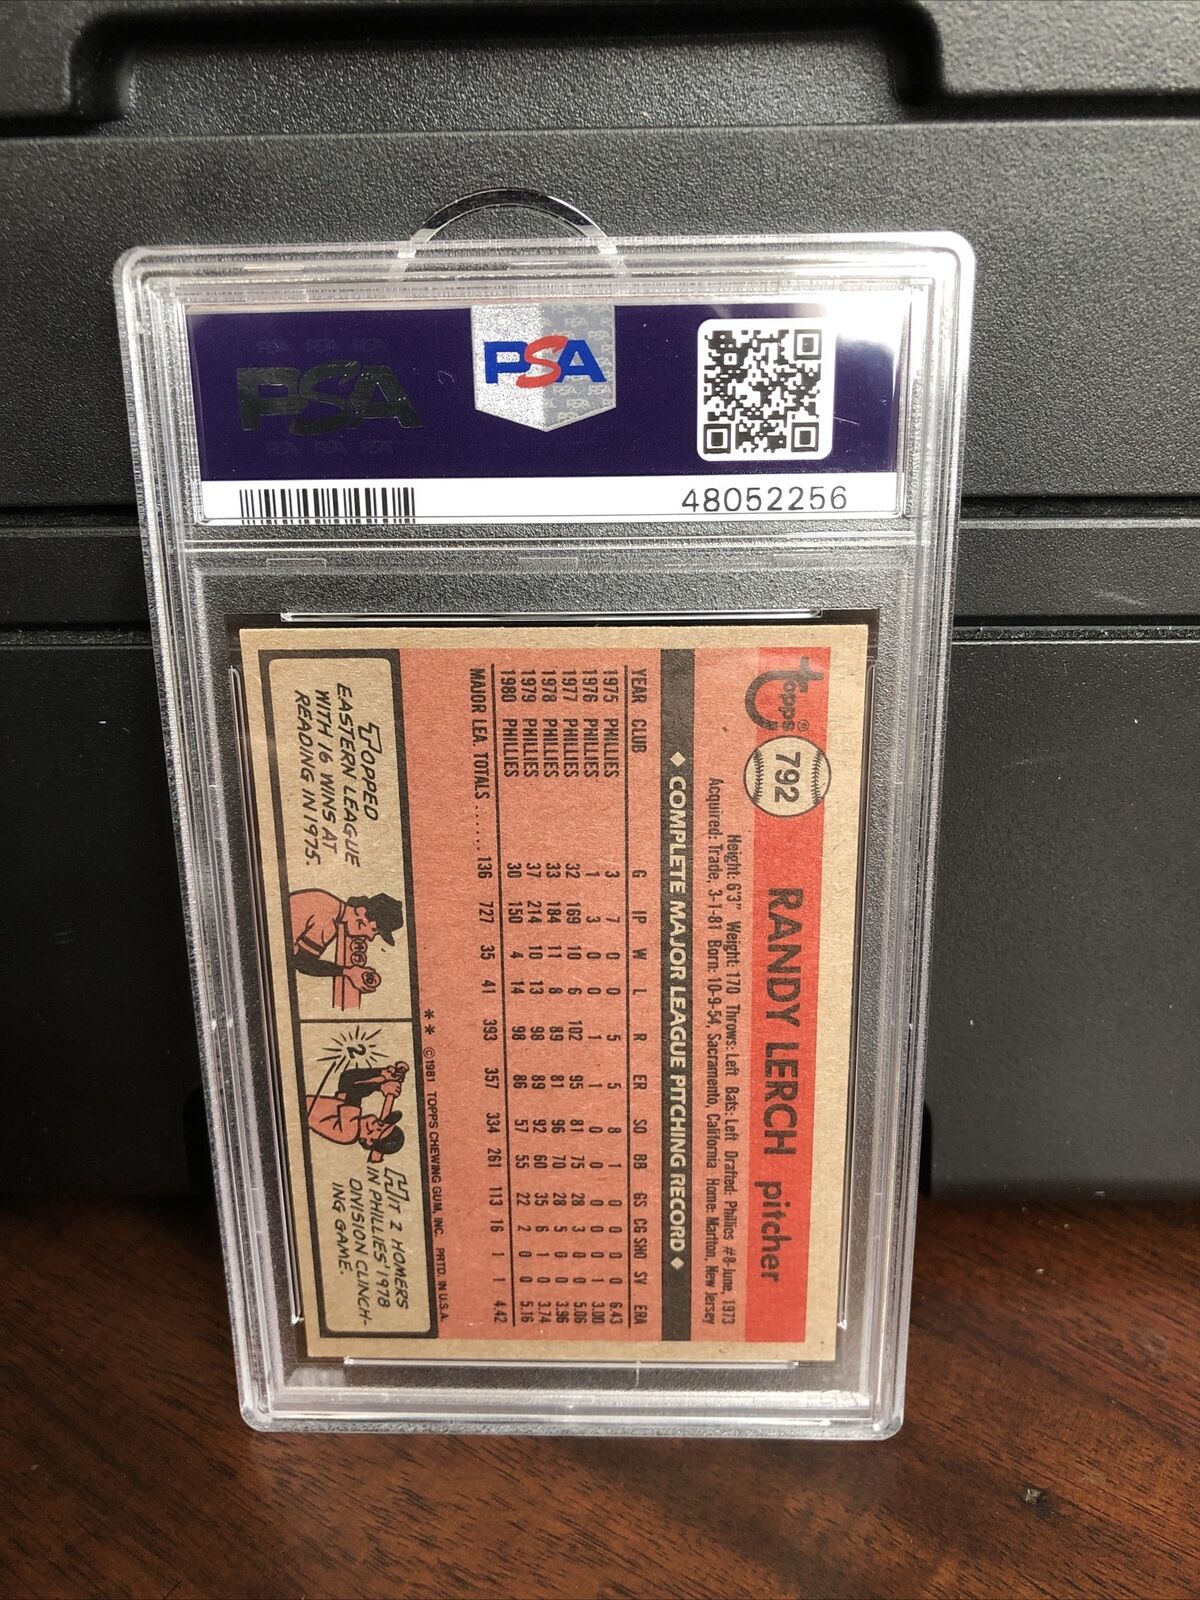 PSA
PSA
48052256
topps® 792 RANDY LERCH pitcher
Height: 6'3" Weight: 170 Throws: Left Bats: Left Drafted: Phillies #8-June, 1973
Acquired: Trade, 3-1-81 Born: 10-9-54, Sacramento, California Home: Marlton, New Jersey
◆ COMPLETE MAJOR LEAGUE PITCHING RECORD ◆
YEAR CLUB G IP W L R ER SO BB GS CG SHO SV ERA
1975 PHILLIES 3 7 0 0 5 5 8 1 0 0 0 0 6.43
1976 PHILLIES 1 3 0 0 1 1 0 0 0 0 0 1 3.00
1977 PHILLIES 32 169 10 6 102 95 81 75 28 3 0 0 5.06
1978 PHILLIES 33 184 11 8 89 81 96 70 28 5 0 0 3.96
1979 PHILLIES 37 214 10 13 98 89 92 60 35 6 1 0 3.74
1980 PHILLIES 30 150 4 14 98 86 57 55 22 2 0 0 5.16
MAJOR LEA. TOTALS...... 136 727 35 41 393 357 334 261 113 16 1 1 4.42
** ©1981 TOPPS CHEWING GUM, INC. PRTD. IN U.S.A.
TOPPED
EASTERN LEAGUE
WITH 16 WINS AT
READING IN 1975.
2
HIT 2 HOMERS
IN PHILLIES' 1978
DIVISION CLINCH-
ING GAME.